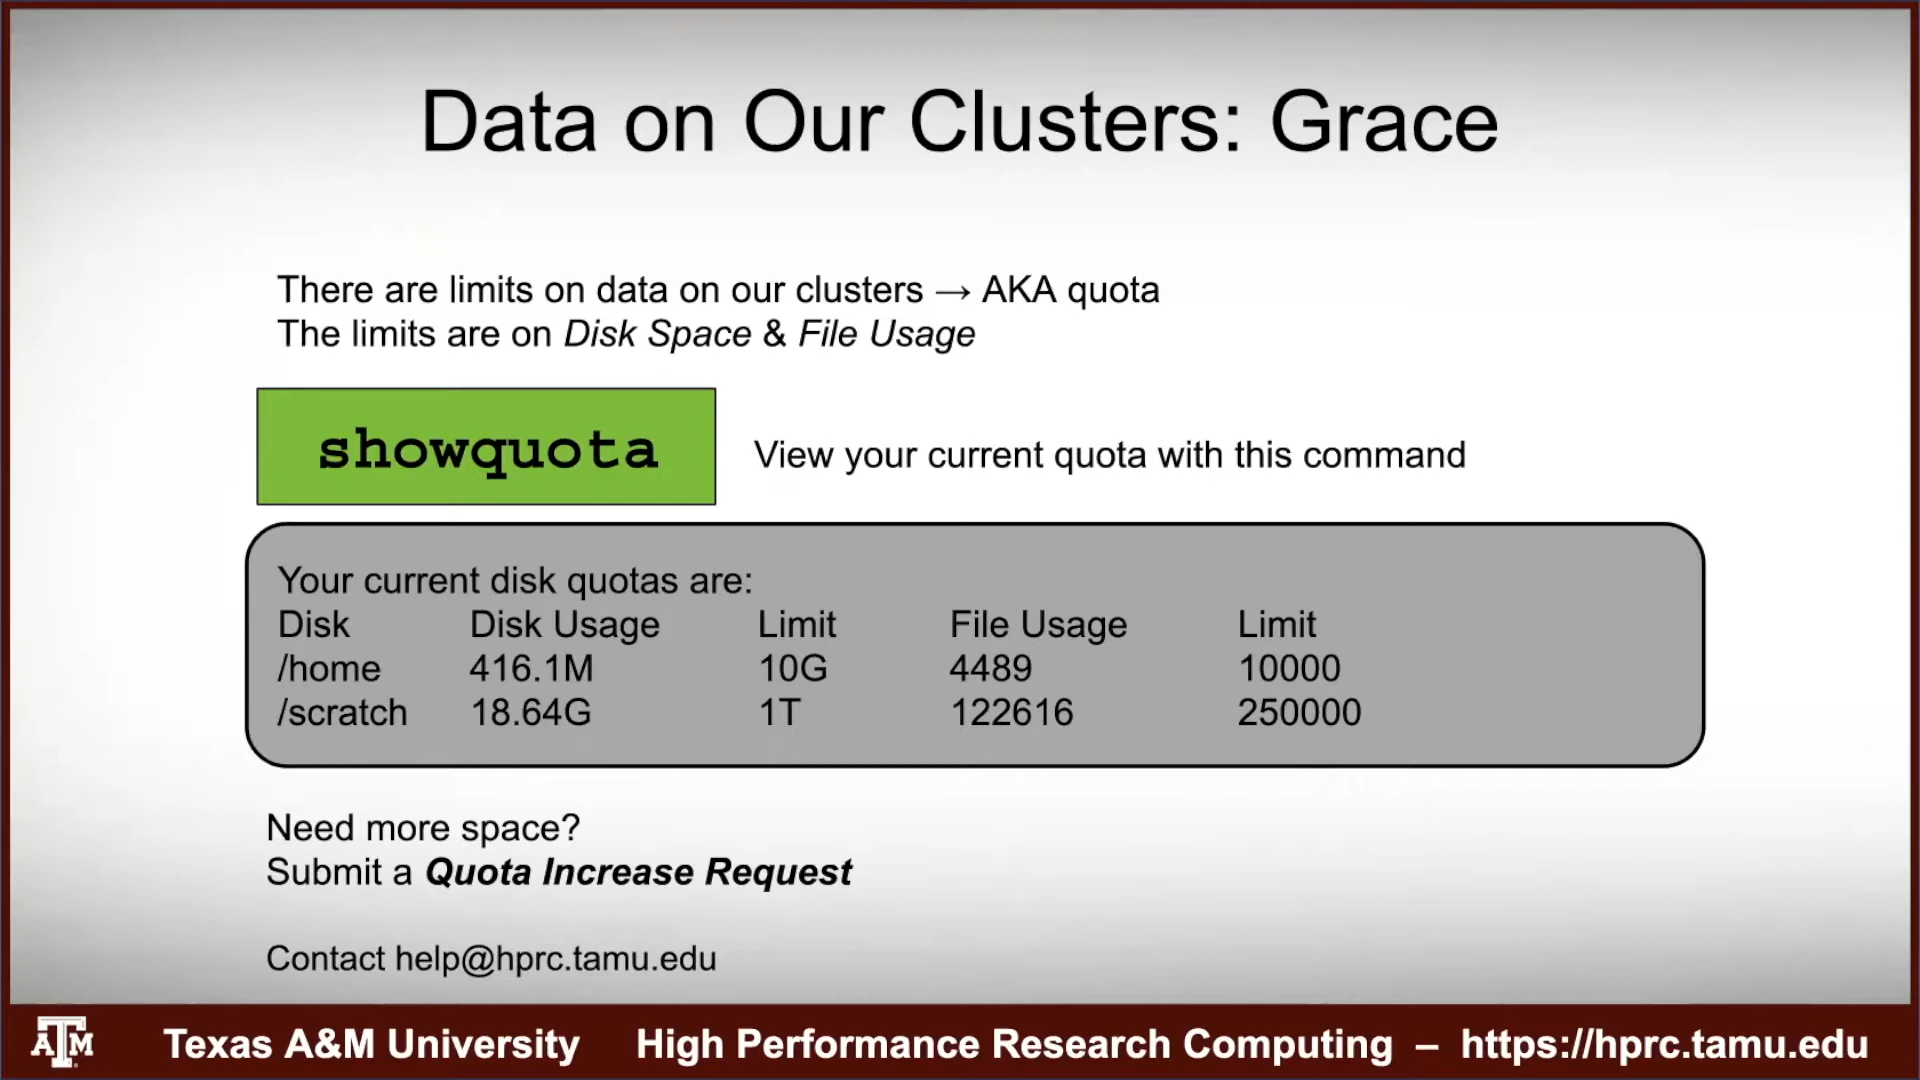 Data on Our Clusters: Grace
There are limits on data on our clusters → AKA quota
The limits are on Disk Space & File Usage
showquota
View your current quota with this command
Your current disk quotas are:
Disk Disk Usage Limit File Usage Limit
/home 416.1M 10G 4489 10000
/scratch 18.64G 1T 122616 250000
Need more space?
Submit a Quota Increase Request
Contact help@hprc.tamu.edu
ATM Texas A&M University High Performance Research Computing – https://hprc.tamu.edu